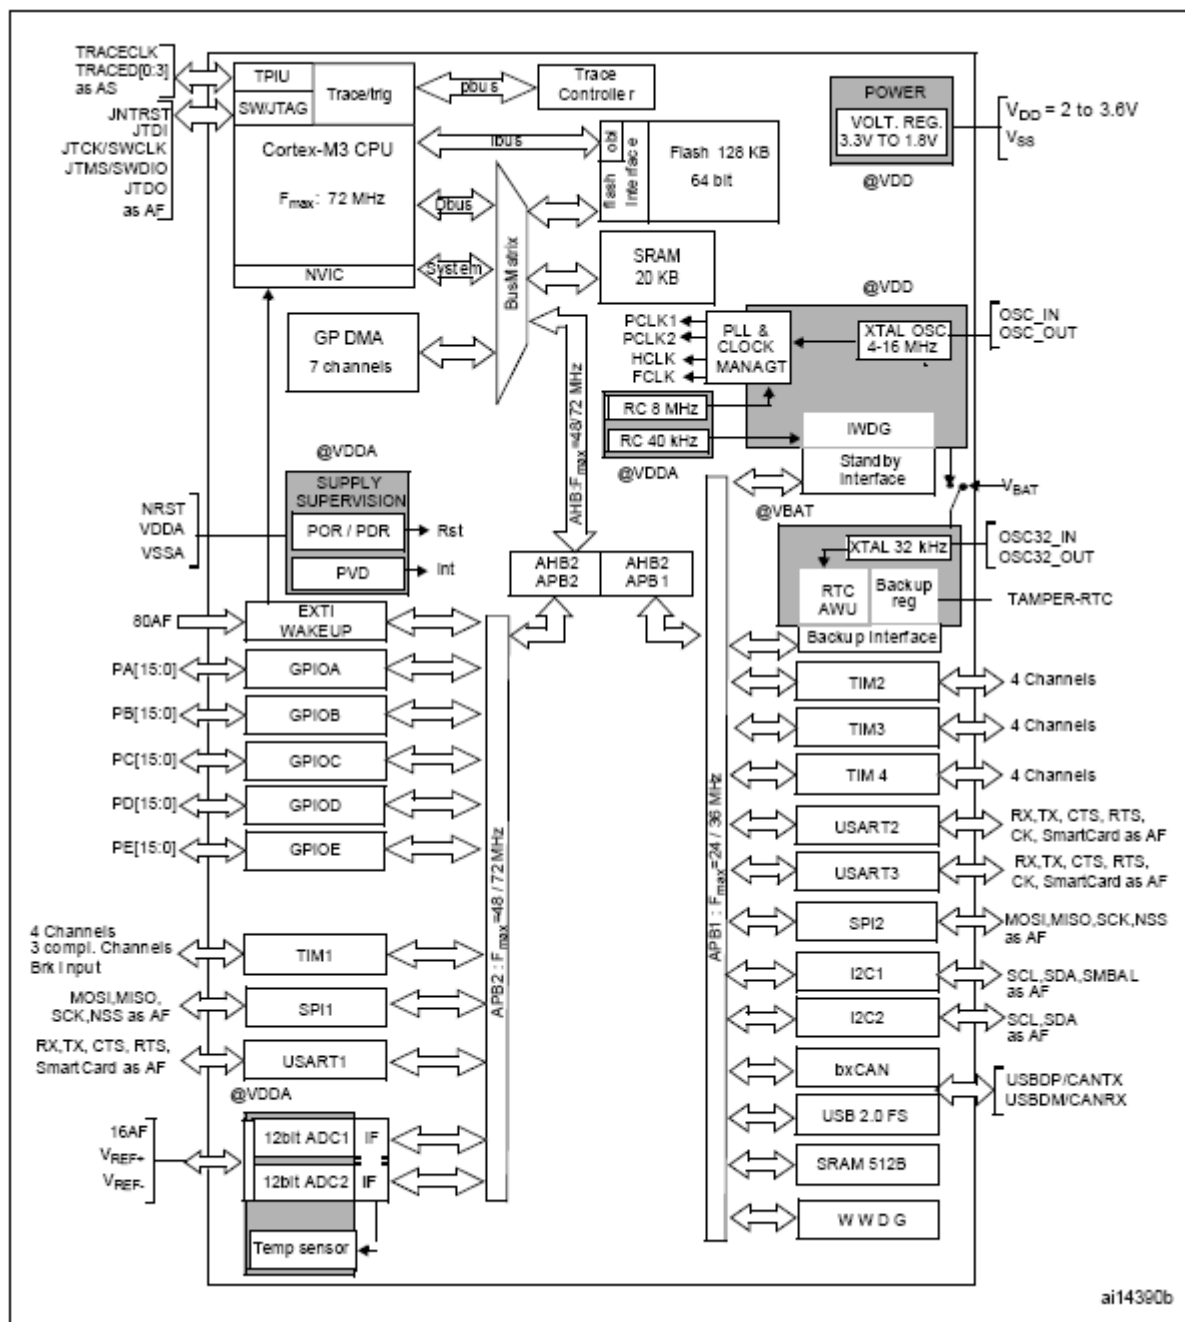 TRACECLK
TRACED[0:3]
as AS
TPIU
SW/JTAG
Trace/trig
pbus
Trace
Controller
JNTRST
JTDI
JTCK/SWCLK
JTMS/SWDIO
JTDO
as AF
Cortex-M3 CPU
Fmax: 72 MHz
NVIC
Ibus
Dbus
System
BusMatrix
flash obl
Interface
Flash 128 KB
64 bit
SRAM
20 KB
POWER
VOLT. REG.
3.3V TO 1.8V
@VDD
VDD = 2 to 3.6V
VSS
GP DMA
7 channels
AHB:Fmax=48/72 MHz
@VDD
PCLK1
PCLK2
HCLK
FCLK
PLL &
CLOCK
MANAGT
XTAL OSC
4-16 MHz
OSC_IN
OSC_OUT
RC 8 MHz
RC 40 kHz
@VDDA
IWDG
Standby
Interface
VBAT
@VBAT
@VDDA
SUPPLY
SUPERVISION
NRST
VDDA
VSSA
POR / PDR
Rst
PVD
Int
AHB2
APB2
AHB2
APB1
XTAL 32 kHz
OSC32_IN
OSC32_OUT
RTC
AWU
Backup
reg
TAMPER-RTC
Backup Interface
80AF
EXTI
WAKEUP
PA[15:0]
GPIOA
PB[15:0]
GPIOB
PC[15:0]
GPIOC
PD[15:0]
GPIOD
PE[15:0]
GPIOE
4 Channels
3 compl. Channels
Brk Input
TIM1
MOSI,MISO,
SCK,NSS as AF
SPI1
RX,TX, CTS, RTS,
SmartCard as AF
USART1
@VDDA
16AF
VREF+
VREF-
12bit ADC1 IF
12bit ADC2 IF
Temp sensor
APB2 : Fmax=48 / 72 MHz
APB1 : Fmax=24 / 36 MHz
TIM2
4 Channels
TIM3
4 Channels
TIM 4
4 Channels
USART2
RX,TX, CTS, RTS,
CK, SmartCard as AF
USART3
RX,TX, CTS, RTS,
CK, SmartCard as AF
SPI2
MOSI,MISO,SCK,NSS
as AF
I2C1
SCL,SDA,SMBAL
as AF
I2C2
SCL,SDA
as AF
bxCAN
USBDP/CANTX
USBDM/CANRX
USB 2.0 FS
SRAM 512B
W W D G
ai14390b